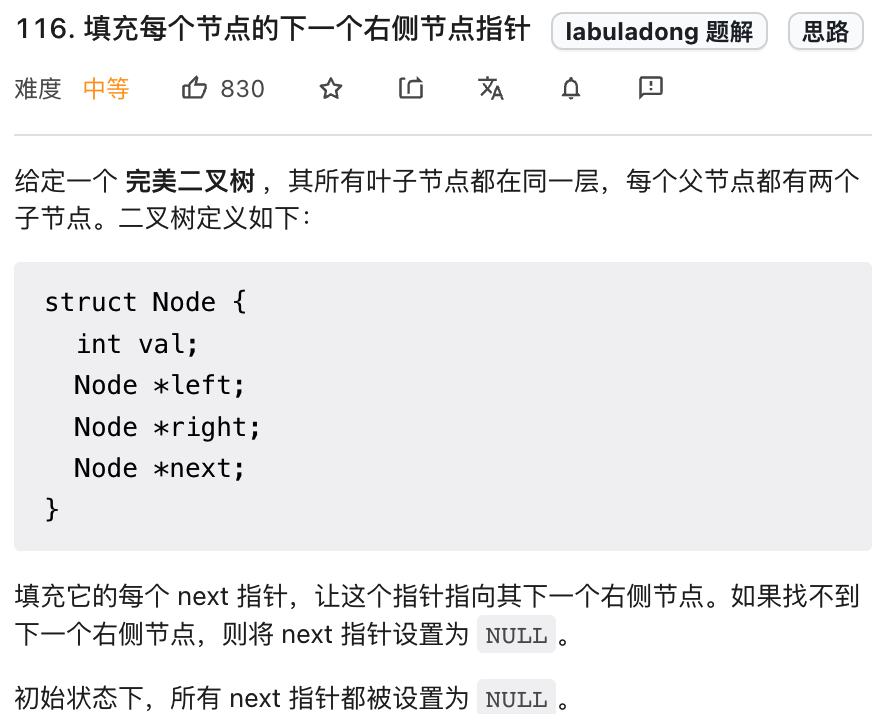 116. 填充每个节点的下一个右侧节点指针 labuladong 题解 思路
难度 中等 830
给定一个 完美二叉树 ，其所有叶子节点都在同一层，每个父节点都有两个
子节点。二叉树定义如下：
struct Node {
  int val;
  Node *left;
  Node *right;
  Node *next;
}
填充它的每个 next 指针，让这个指针指向其下一个右侧节点。如果找不到
下一个右侧节点，则将 next 指针设置为 NULL 。
初始状态下，所有 next 指针都被设置为 NULL 。